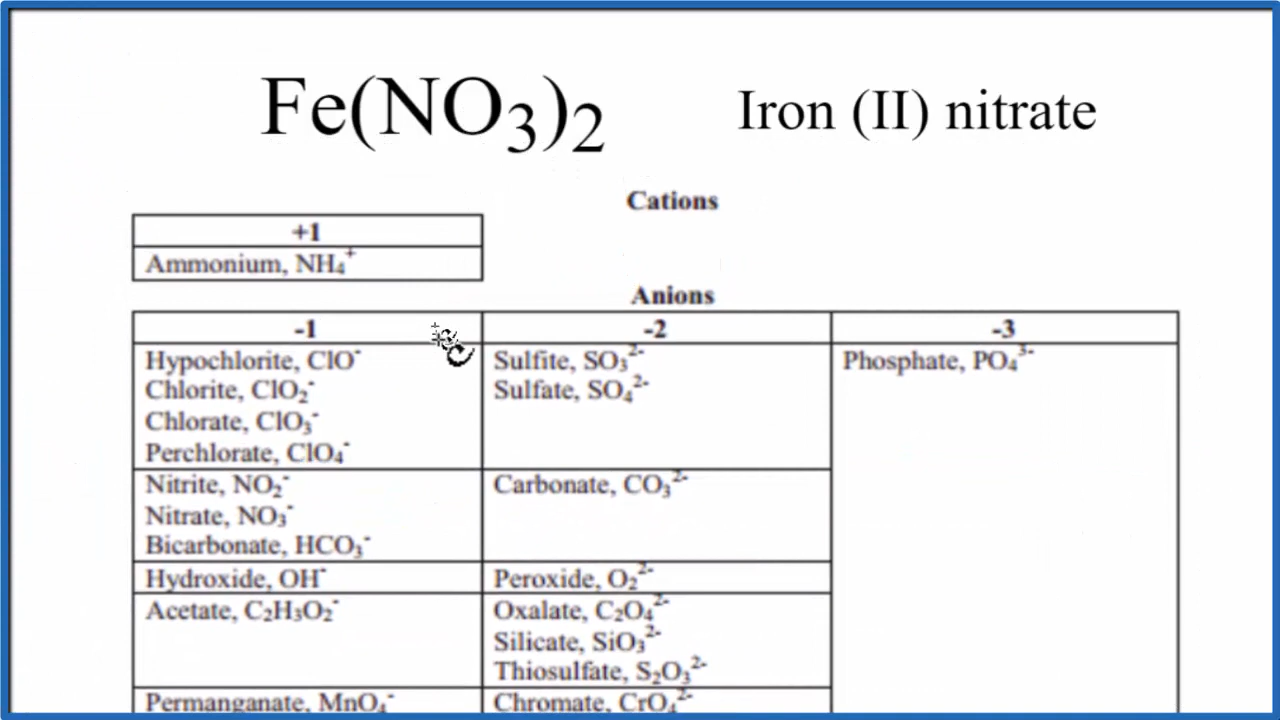 Fe(NO₃)₂ Iron (II) nitrate
Cations
+1
Ammonium, NH₄⁺
Anions
-1 -2 -3
Hypochlorite, ClO⁻ Sulfite, SO₃²⁻ Phosphate, PO₄³⁻
Chlorite, ClO₂⁻ Sulfate, SO₄²⁻
Chlorate, ClO₃⁻
Perchlorate, ClO₄⁻
Nitrite, NO₂⁻ Carbonate, CO₃²⁻
Nitrate, NO₃⁻
Bicarbonate, HCO₃⁻
Hydroxide, OH⁻ Peroxide, O₂²⁻
Acetate, C₂H₃O₂⁻ Oxalate, C₂O₄²⁻
Silicate, SiO₃²⁻
Thiosulfate, S₂O₃²⁻
Permanganate, MnO₄⁻ Chromate, CrO₄²⁻